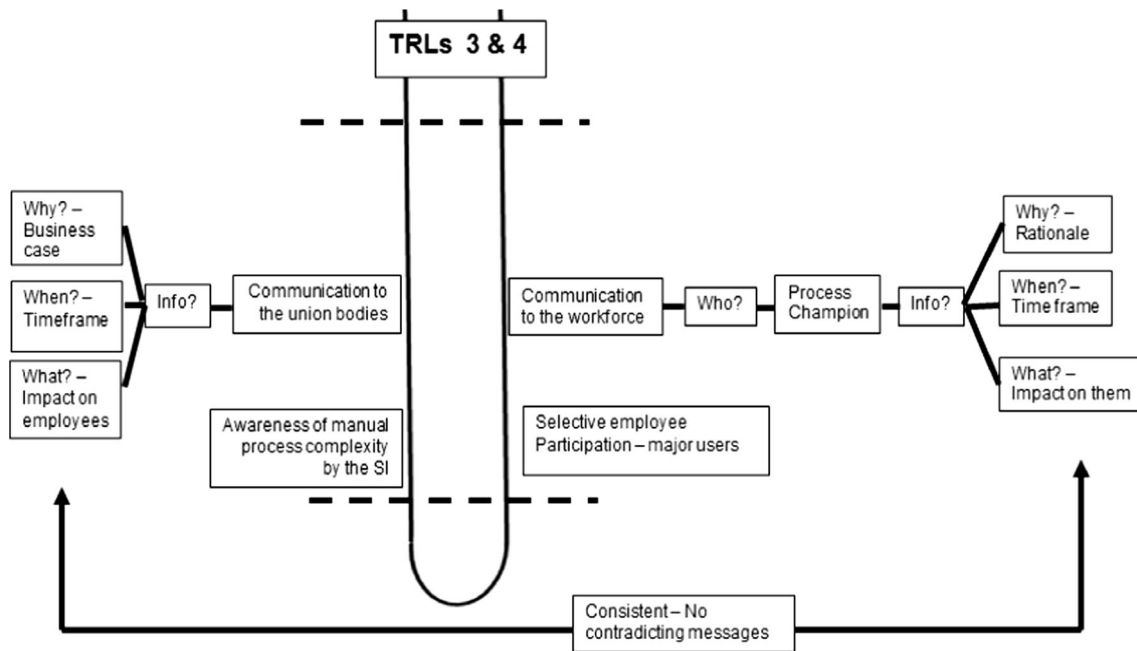 TRLs 3 & 4
Why? –
Business
case
When? –
Timeframe
What? –
Impact on
employees
Info?
Communication to
the union bodies
Awareness of manual
process complexity
by the SI
Communication
to the workforce
Who?
Process
Champion
Info?
Why? –
Rationale
When? –
Time frame
What? –
Impact on them
Selective employee
Participation – major users
Consistent – No
contradicting messages